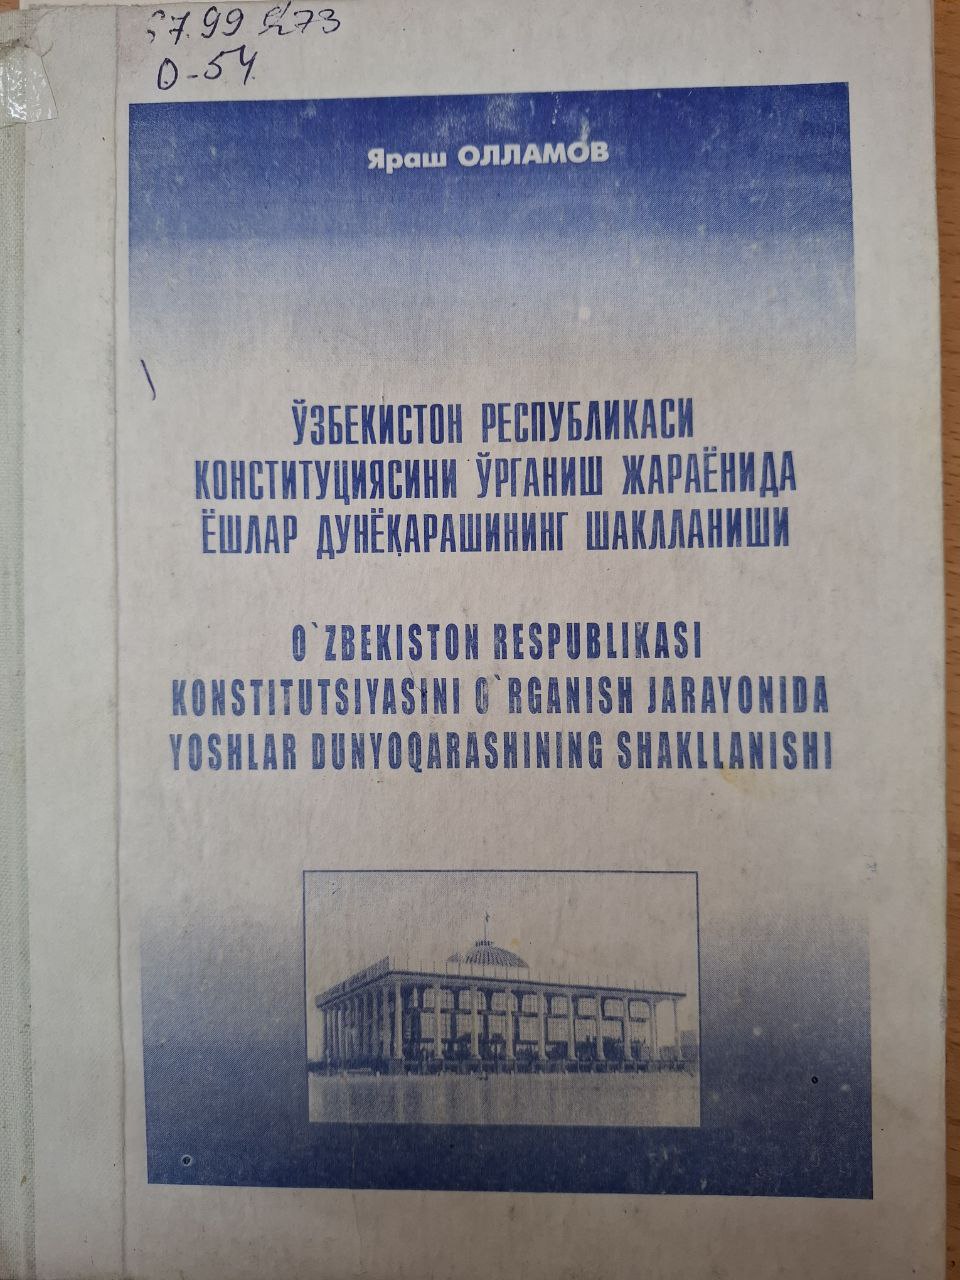 67.99 Я73
О-54
Яраш ОЛЛАМОВ
ЎЗБЕКИСТОН РЕСПУБЛИКАСИ
КОНСТИТУЦИЯСИНИ ЎРГАНИШ ЖАРАЁНИДА
ЁШЛАР ДУНЁҚАРАШИНИНГ ШАКЛЛАНИШИ
O`ZBEKISTON RESPUBLIKASI
KONSTITUTSIYASINI O`RGANISH JARAYONIDA
YOSHLAR DUNYOQARASHINING SHAKLLANISHI